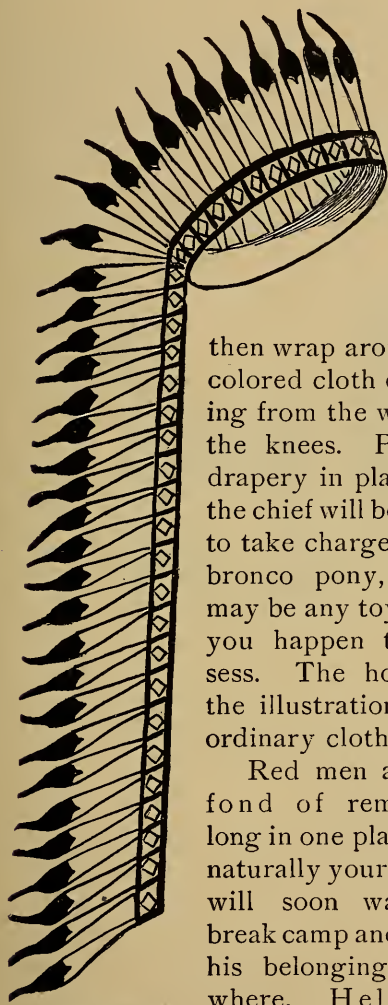 then wrap aro
colored cloth
ing from the w
the knees. P
drapery in pla
the chief will be
to take charge
bronco pony,
may be any toy
you happen t
sess. The ho
the illustration
ordinary cloth
Red men a
fond of rem
long in one pla
naturally your
will soon wa
break camp and
his belonging
where. Hel